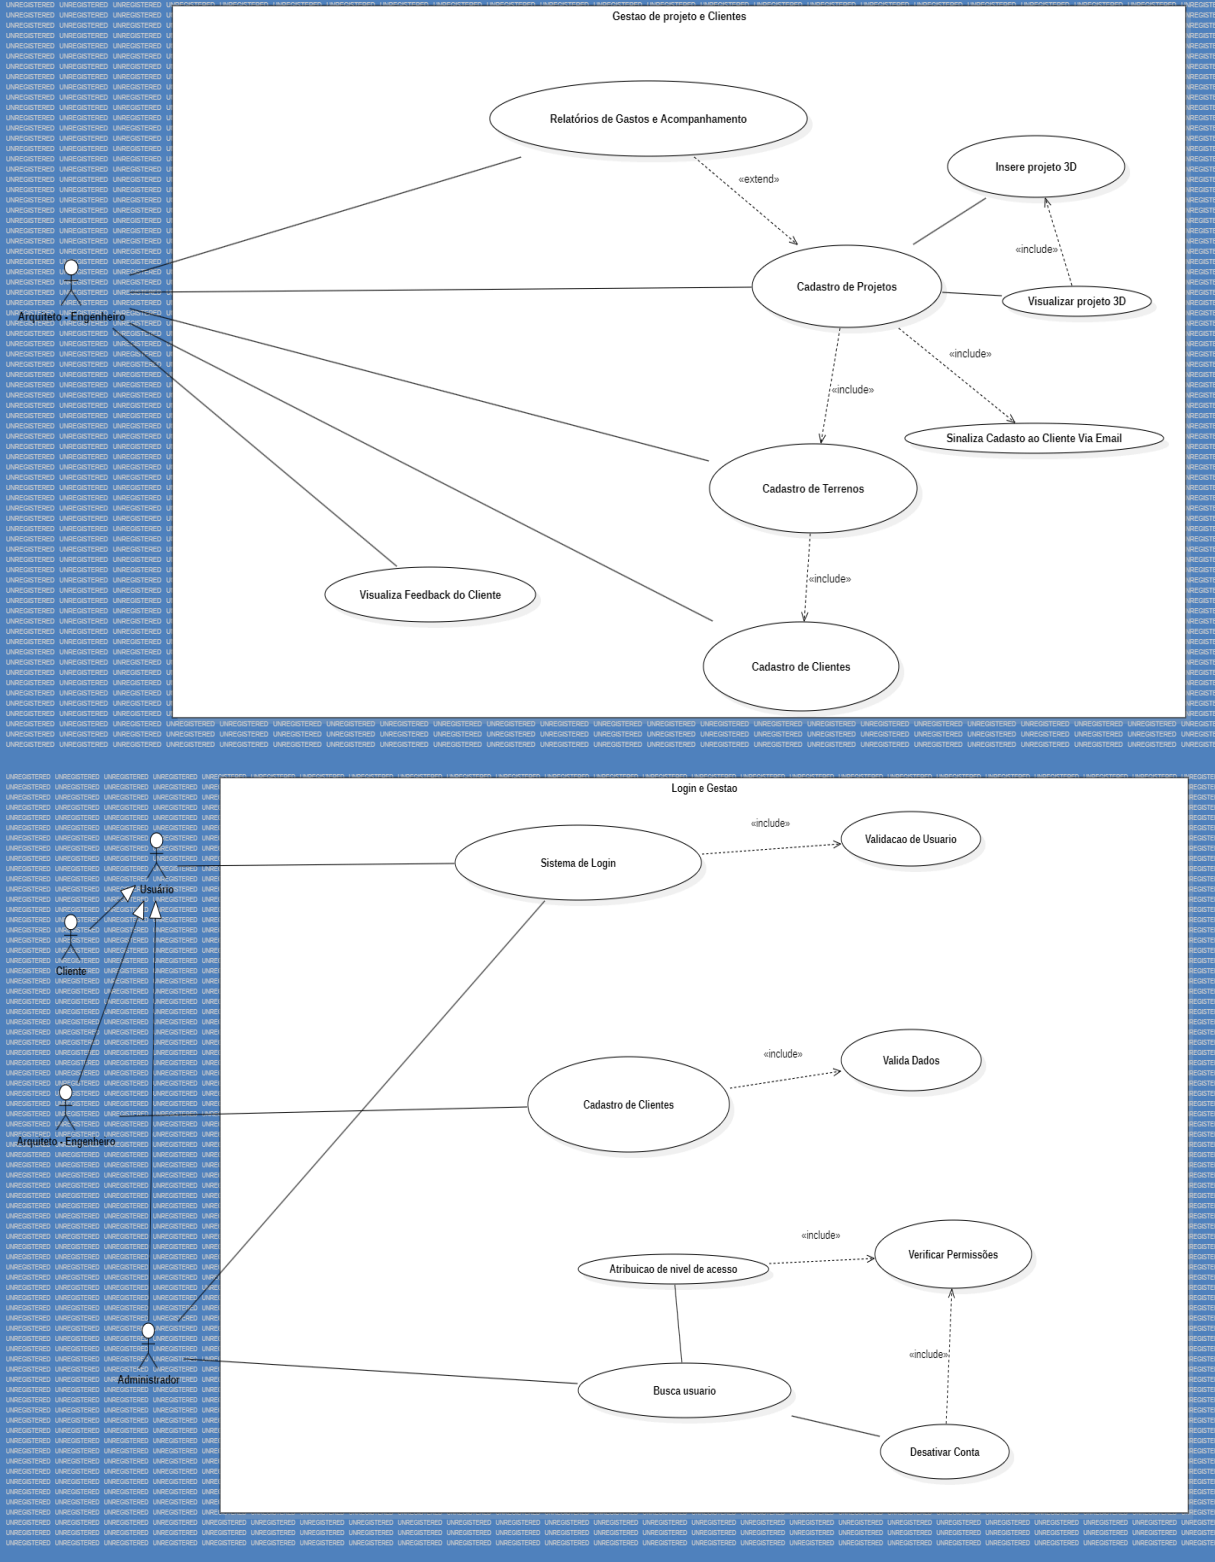 Gestao de projeto e Clientes
Relatórios de Gastos e Acompanhamento
Insere projeto 3D
«extend»
«include»
Arquiteto - Engenheiro
Cadastro de Projetos
Visualizar projeto 3D
«include»
«include»
Sinaliza Cadasto ao Cliente Via Email
Cadastro de Terrenos
«include»
Visualiza Feedback do Cliente
Cadastro de Clientes
UNREGISTERED
Login e Gestao
«include»
Validacao de Usuario
Sistema de Login
Usuário
Cliente
«include»
Valida Dados
Cadastro de Clientes
Arquiteto - Engenheiro
«include»
Verificar Permissões
Atribuicao de nivel de acesso
«include»
Administrador
Busca usuario
Desativar Conta
UNREGISTERED